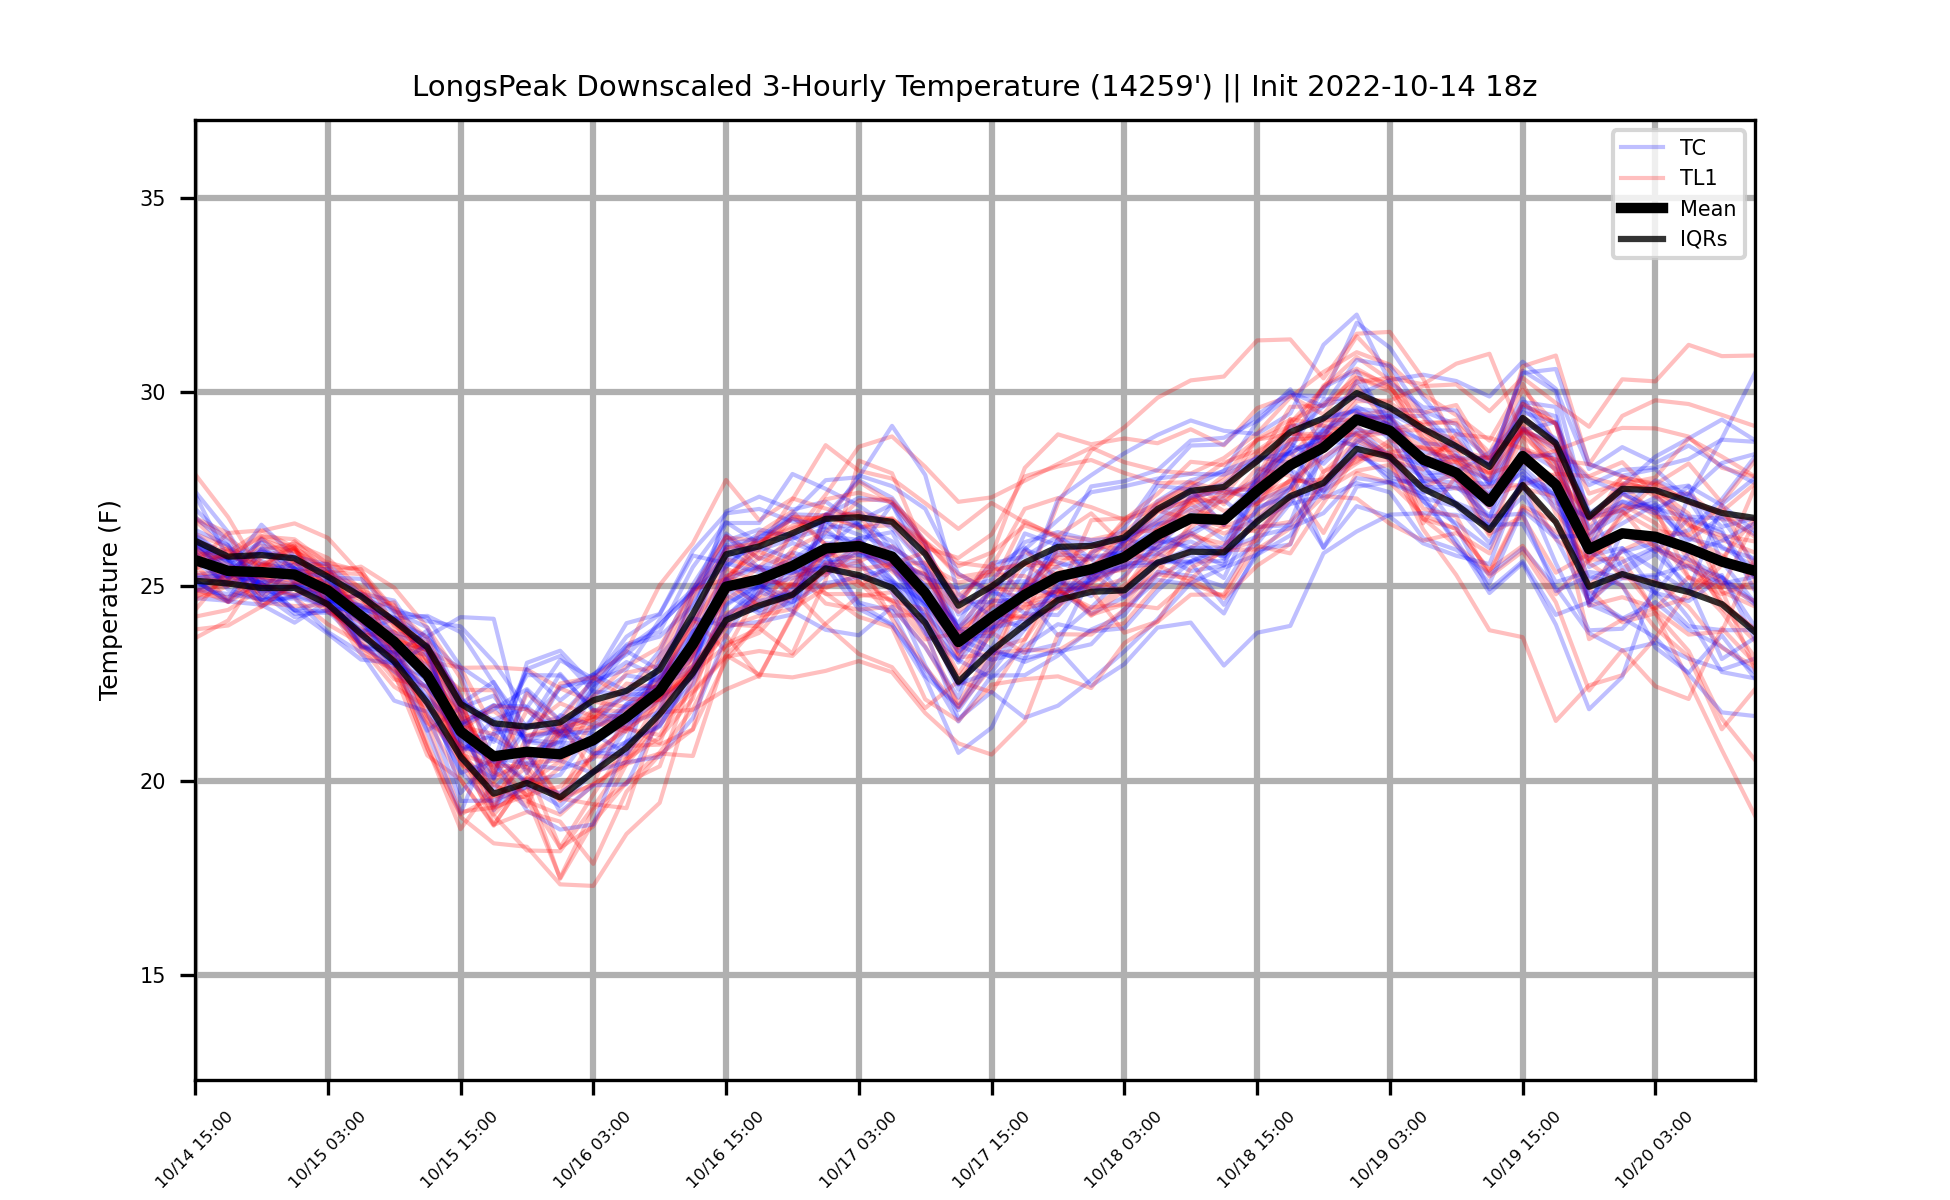 LongsPeak Downscaled 3-Hourly Temperature (14259') || Init 2022-10-14 18z
TC
TL1
Mean
IQRs
Temperature (F)
35
30
25
20
15
10/14 15:00
10/15 03:00
10/15 15:00
10/16 03:00
10/16 15:00
10/17 03:00
10/17 15:00
10/18 03:00
10/18 15:00
10/19 03:00
10/19 15:00
10/20 03:00